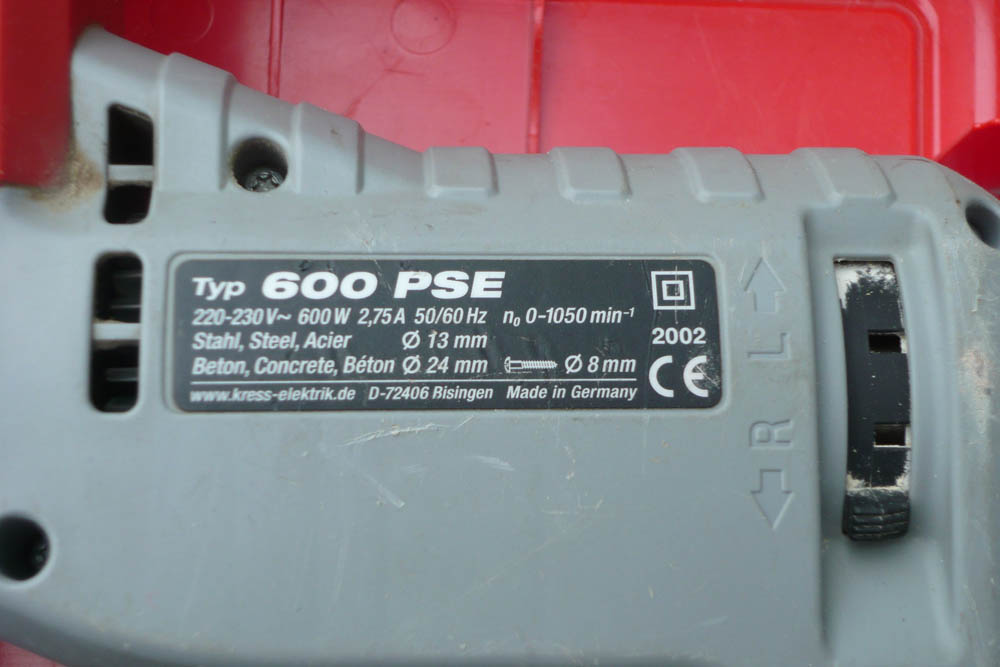 Typ 600 PSE
220-230 V~ 600 W 2,75 A 50/60 Hz n₀ 0-1050 min⁻¹
Stahl, Steel, Acier Ø 13 mm
Beton, Concrete, Béton Ø 24 mm Ø 8 mm
www.kress-elektrik.de D-72406 Bisingen Made in Germany
2002
CE
L
R